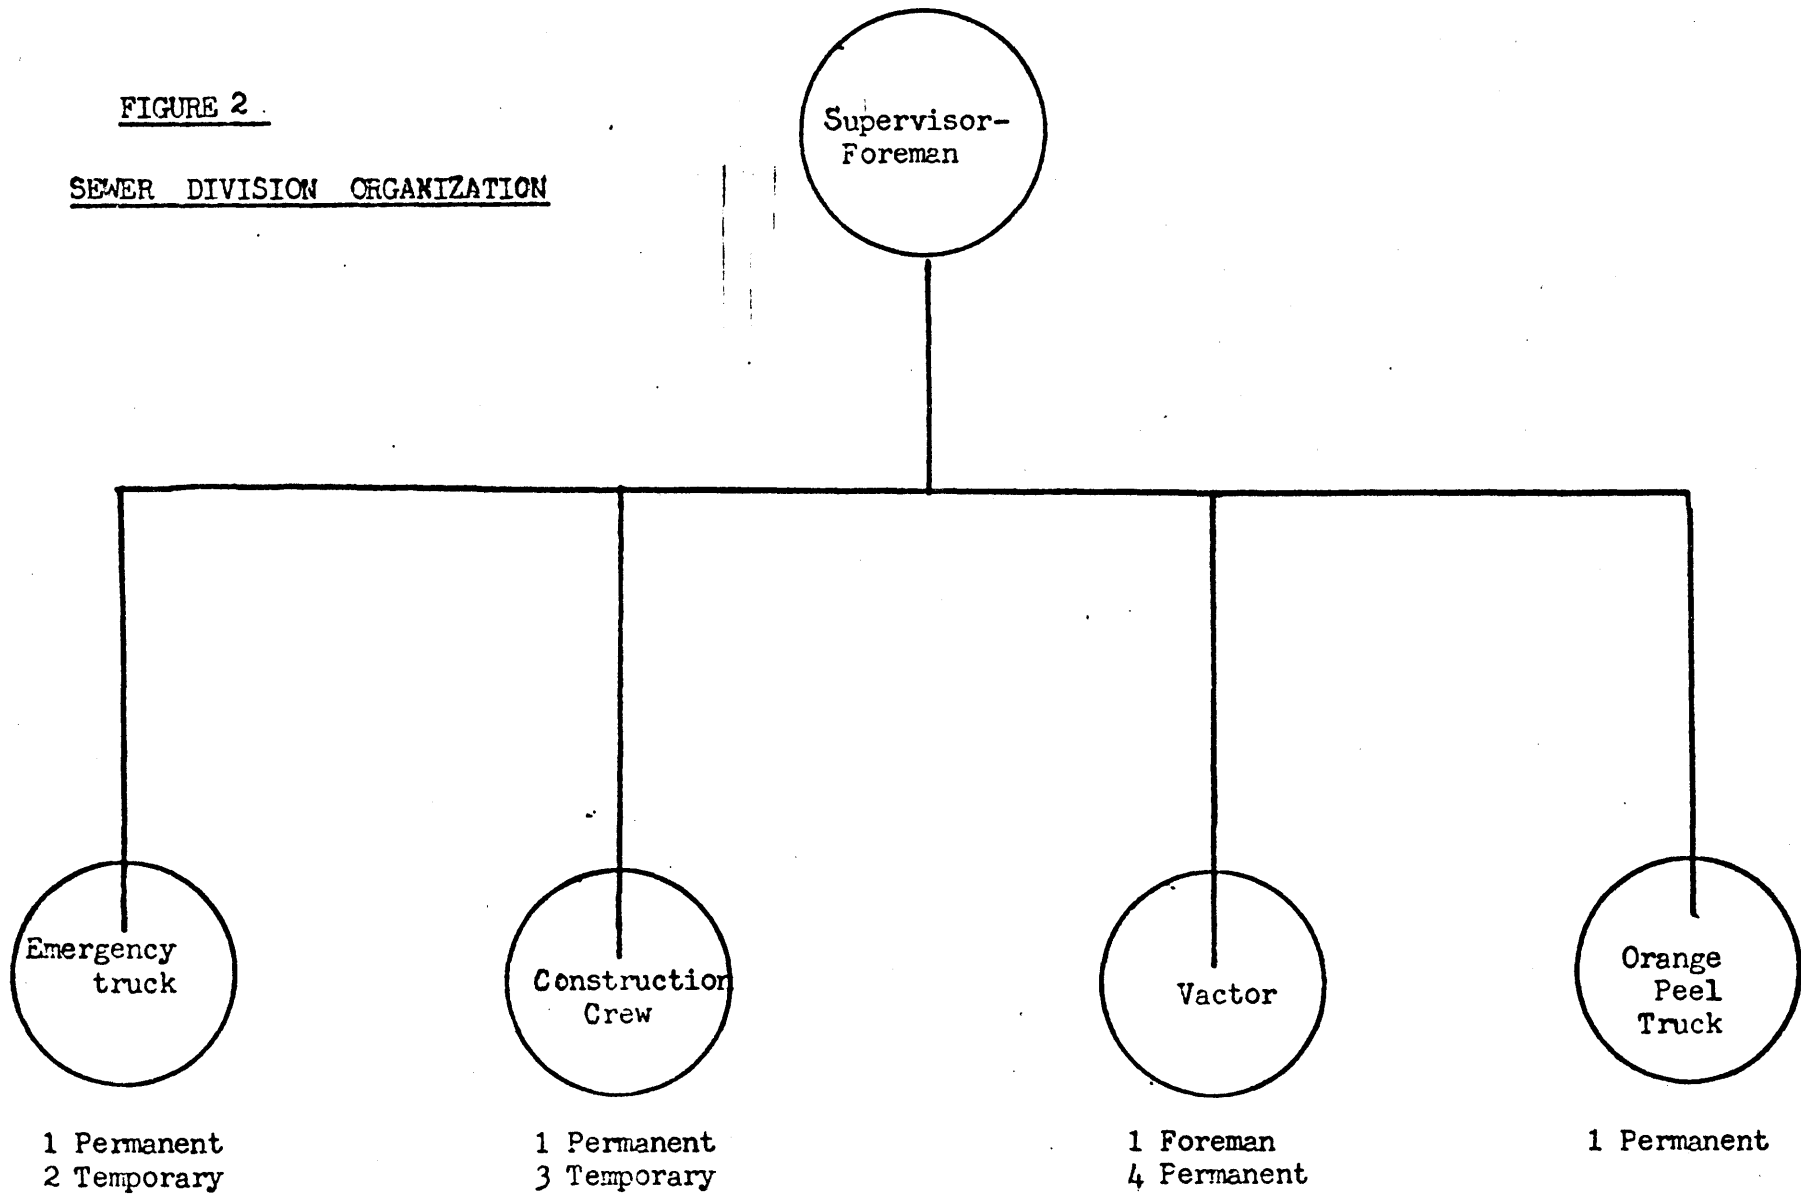 FIGURE 2
SEWER DIVISION ORGANIZATION
Supervisor-
Foreman
Emergency
truck
Construction
Crew
Vactor
Orange
Peel
Truck
1 Permanent
2 Temporary
1 Permanent
3 Temporary
1 Foreman
4 Permanent
1 Permanent